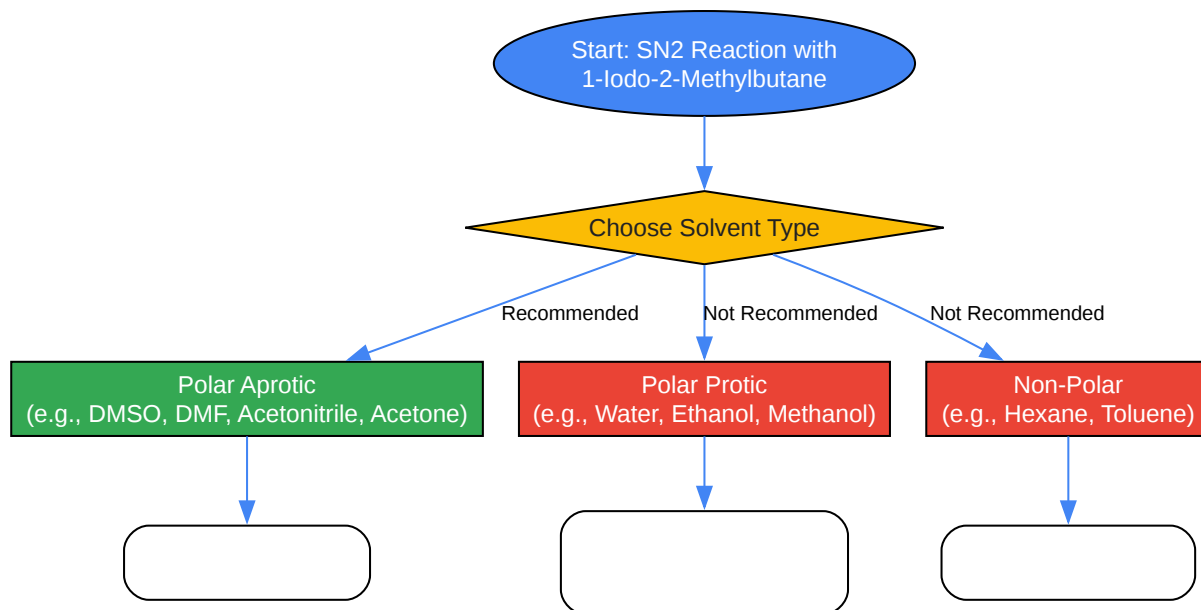 Start: SN2 Reaction with
1-Iodo-2-Methylbutane
Choose Solvent Type
Recommended
Not Recommended
Not Recommended
Polar Aprotic
(e.g., DMSO, DMF, Acetonitrile, Acetone)
Polar Protic
(e.g., Water, Ethanol, Methanol)
Non-Polar
(e.g., Hexane, Toluene)